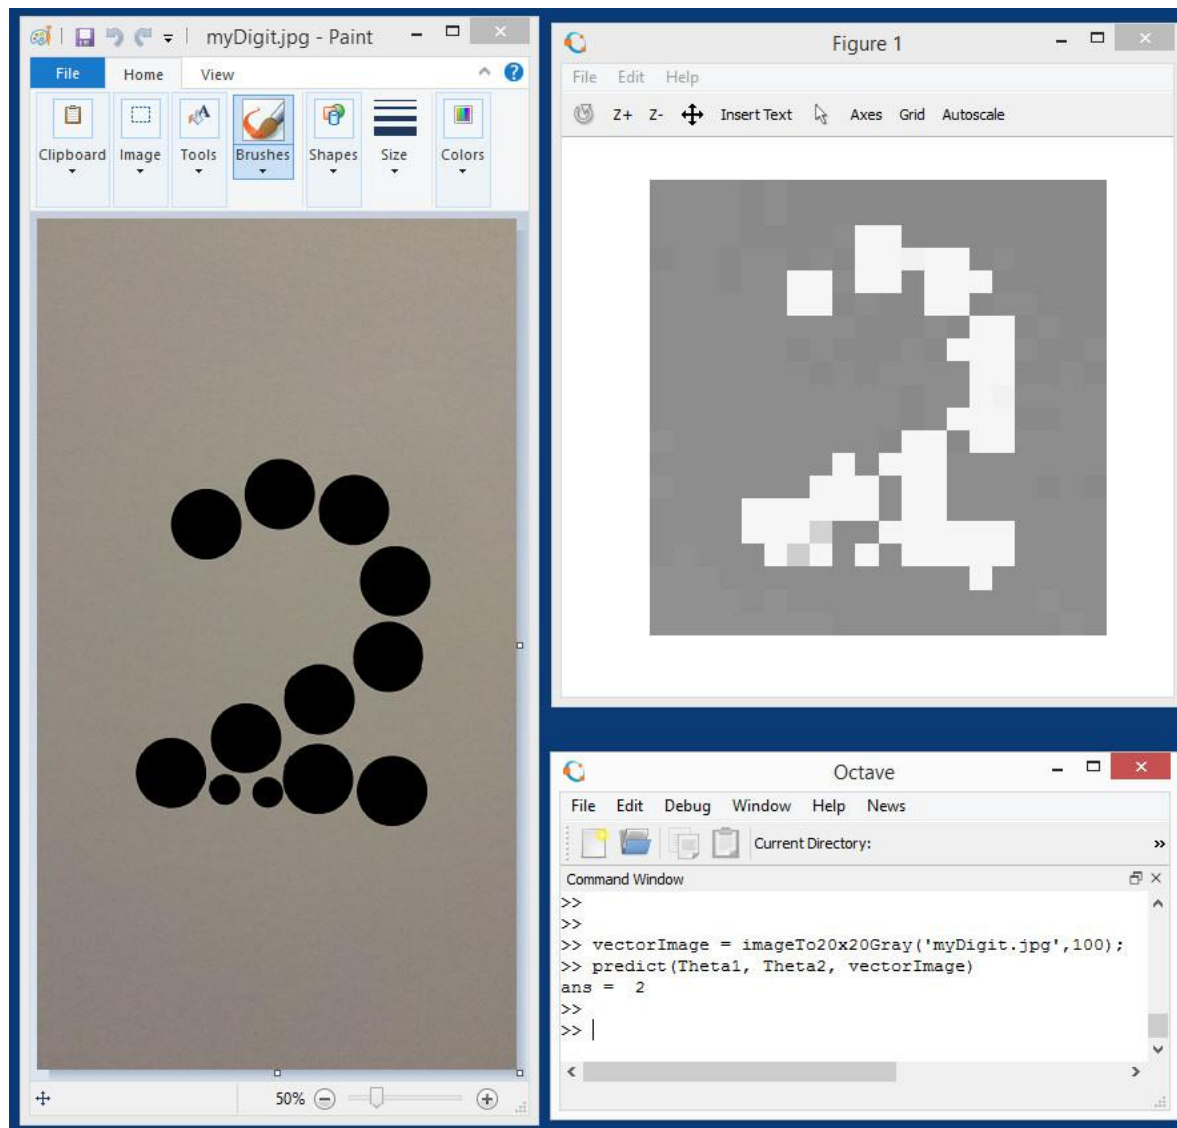 myDigit.jpg - Paint
File Home View
Clipboard Image Tools Brushes Shapes Size Colors
50%
Figure 1
File Edit Help
Z+ Z- Insert Text Axes Grid Autoscale
Octave
File Edit Debug Window Help News
Current Directory: »
Command Window
>>
>>
>> vectorImage = imageTo20x20Gray('myDigit.jpg',100);
>> predict(Theta1, Theta2, vectorImage)
ans = 2
>>
>>